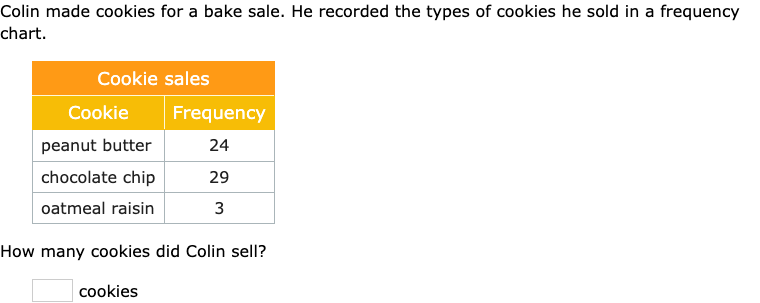 Colin made cookies for a bake sale. He recorded the types of cookies he sold in a frequency
chart.
Cookie sales
Cookie Frequency
peanut butter 24
chocolate chip 29
oatmeal raisin 3
How many cookies did Colin sell?
cookies